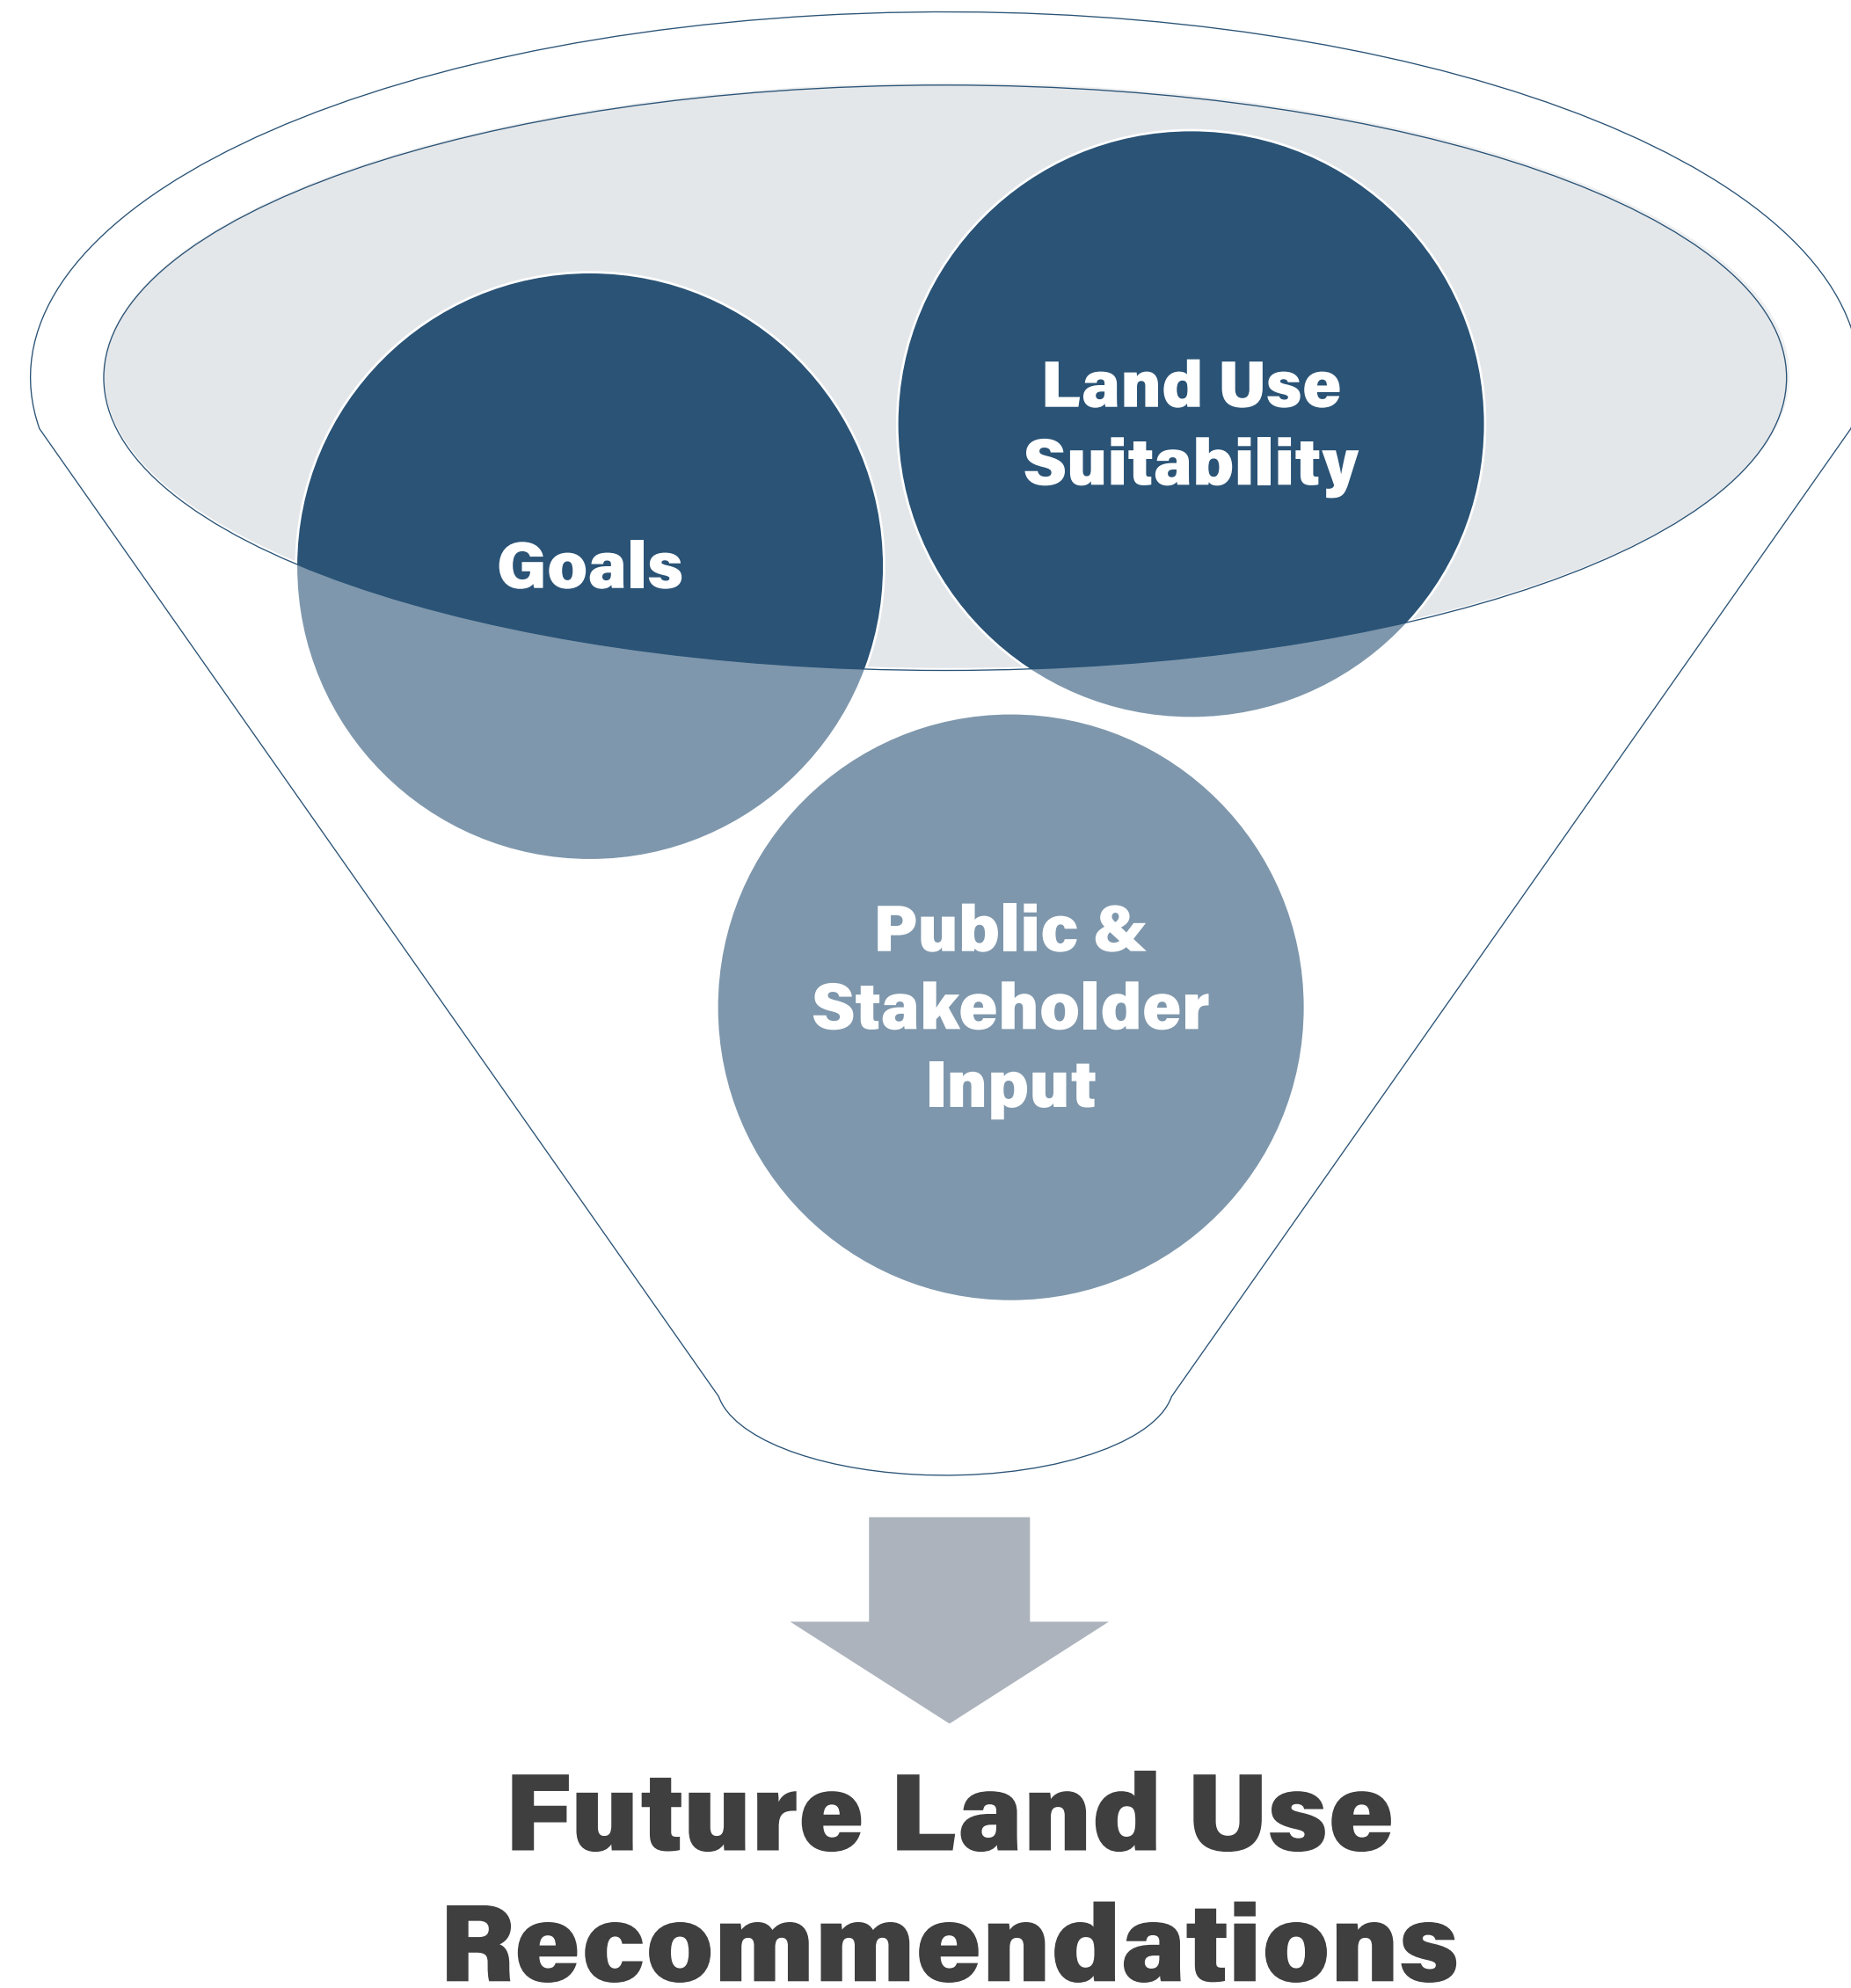 Land Use
Suitability
Goals
Public &
Stakeholder
Input
Future Land Use
Recommendations